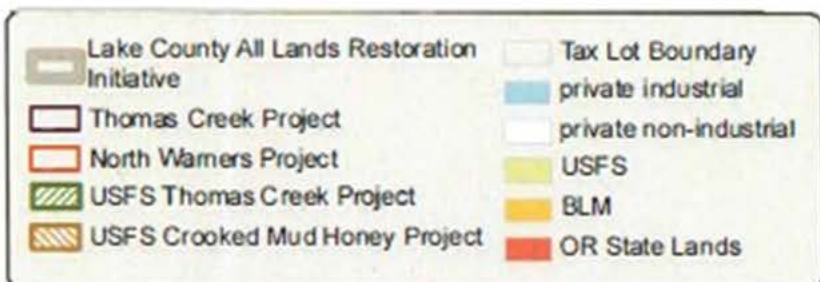 Lake County All Lands Restoration
Initiative
Thomas Creek Project
North Warners Project
USFS Thomas Creek Project
USFS Crooked Mud Honey Project
Tax Lot Boundary
private industrial
private non-industrial
USFS
BLM
OR State Lands